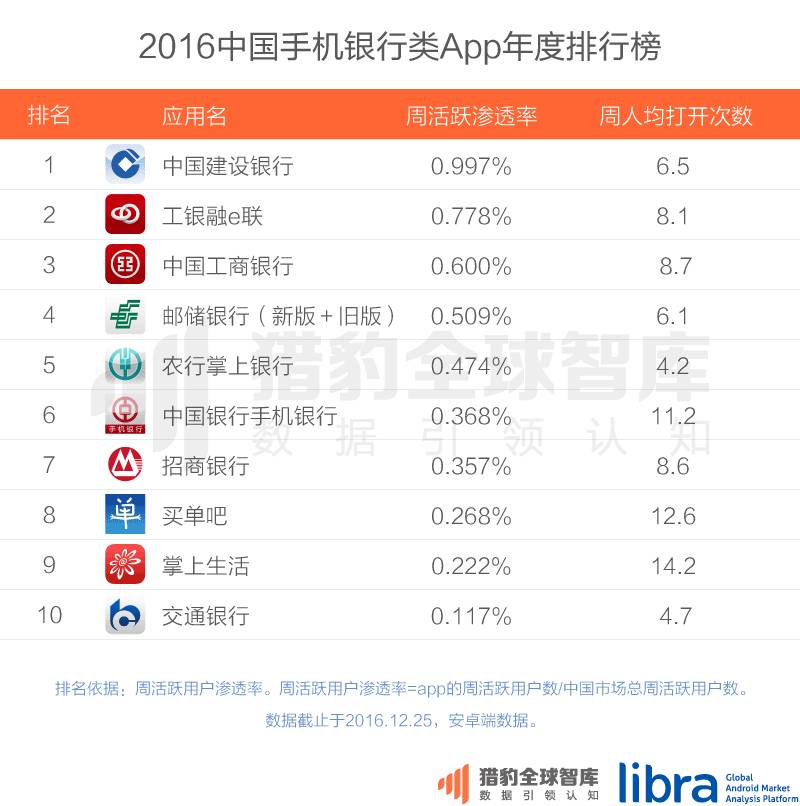 2016中国手机银行类App年度排行榜
排名 应用名 周活跃渗透率 周人均打开次数
1 中国建设银行 0.997% 6.5
2 工银融e联 0.778% 8.1
3 中国工商银行 0.600% 8.7
4 邮储银行（新版+旧版） 0.509% 6.1
5 农行掌上银行 0.474% 4.2
6 手机银行 中国银行手机银行 0.368% 11.2
7 招商银行 0.357% 8.6
8 单 买单吧 0.268% 12.6
9 掌上生活 0.222% 14.2
10 交通银行 0.117% 4.7
猎豹全球智库
数据引领认知
排名依据：周活跃用户渗透率。周活跃用户渗透率=app的周活跃用户数/中国市场总周活跃用户数。
数据截止于2016.12.25，安卓端数据。
猎豹全球智库
数据引领认知
libra Global
Android Market
Analysis Platform